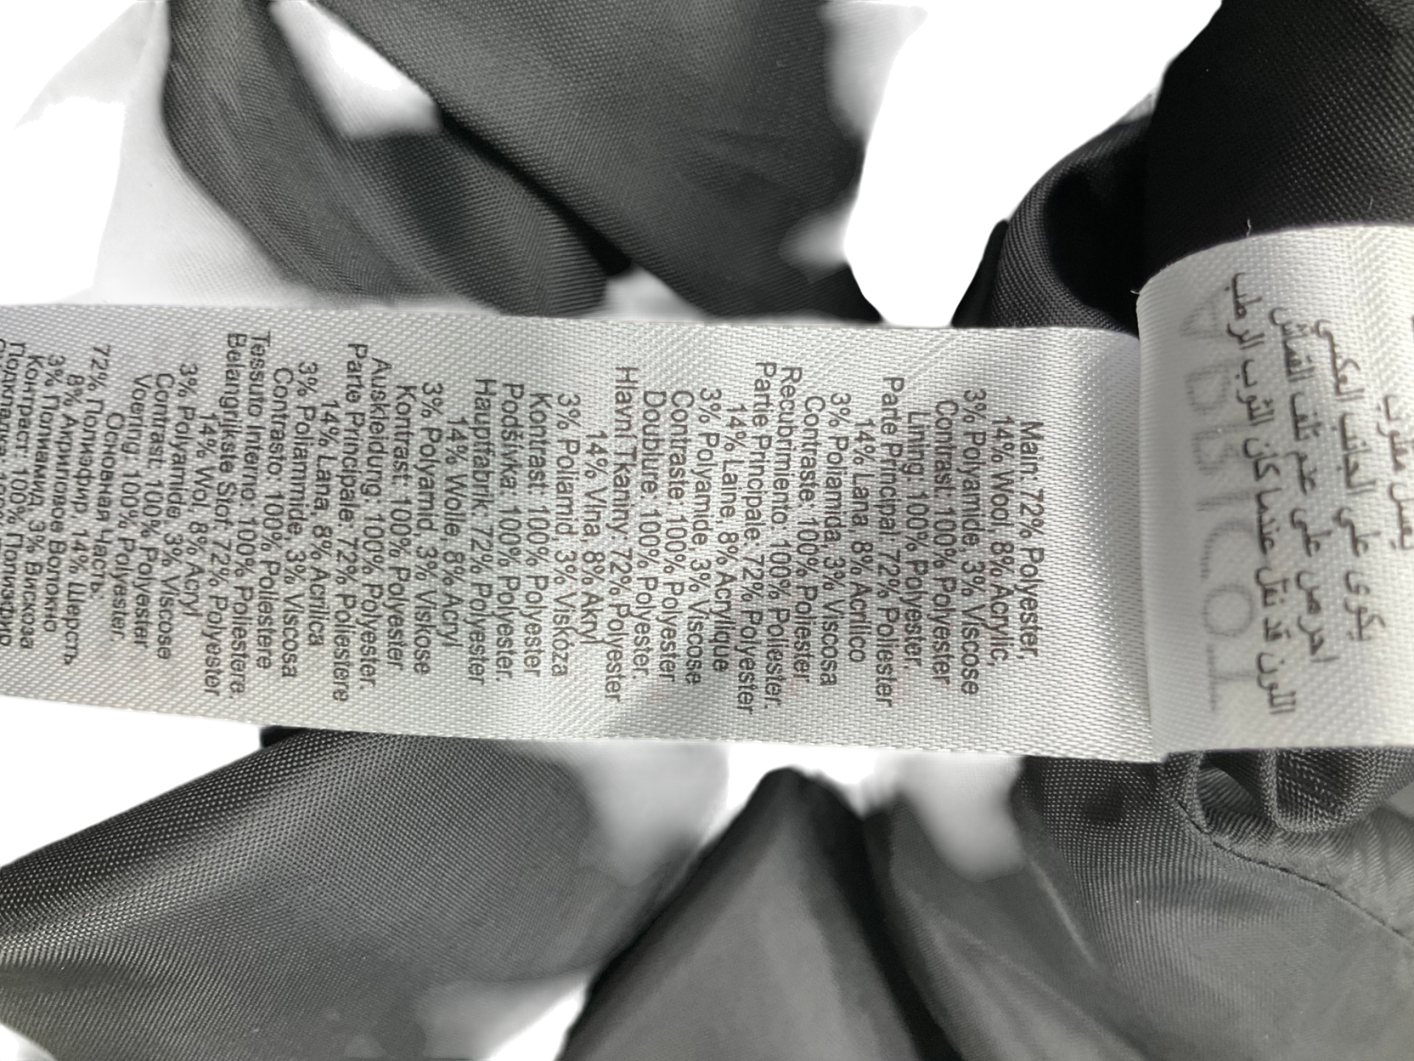 Main: 72% Polyester,
14% Wool, 8% Acrylic,
3% Polyamide, 3% Viscose
Contrast: 100% Polyester
Lining: 100% Polyester.
Parte Principal: 72% Poliester
14% Lana, 8% Acrilico
3% Poliamida, 3% Viscosa
Contraste: 100% Poliester
Recubrimento: 100% Poliester.
Partie Principale: 72% Polyester
14% Laine, 8% Acrylique
3% Polyamide, 3% Viscose
Contraste: 100% Polyester
Doublure: 100% Polyester.
Havní Tkaniny: 72% Polyester
14% Vlna, 8% Akryl
3% Polamid, 3% Viskóza
Kontrast: 100% Polyester
Podšivka: 100% Polyester.
Hauptfabrik: 72% Polyester
14% Wolle, 8% Acryl
3% Polyamid, 3% Viskose
Kontrast: 100% Polyester
Auskleidung: 100% Polyester.
Parte Principale: 72% Poliestere
14% Lana, 8% Acrilica
3% Poliammide, 3% Viscosa
Contrasto: 100% Poliestere
Tessuto Interno: 100% Poliestere.
Belangrijkste Stof: 72% Polyester
14% Wol, 8% Acryl
3% Polyamide, 3% Viscose
Contrast: 100% Polyester
Voering: 100% Polyester.
Основная Часть:
72% Полиэфир, 14% Шерсть
8% Акриловое Волокно
3% Полиамид, 3% Вискоза
Контраст: 100% Полиэфир
يكوى على الجانب العكسي
احرص على عدم تلف القماش
اللون قد نقل عندما كان الثوب الرطب